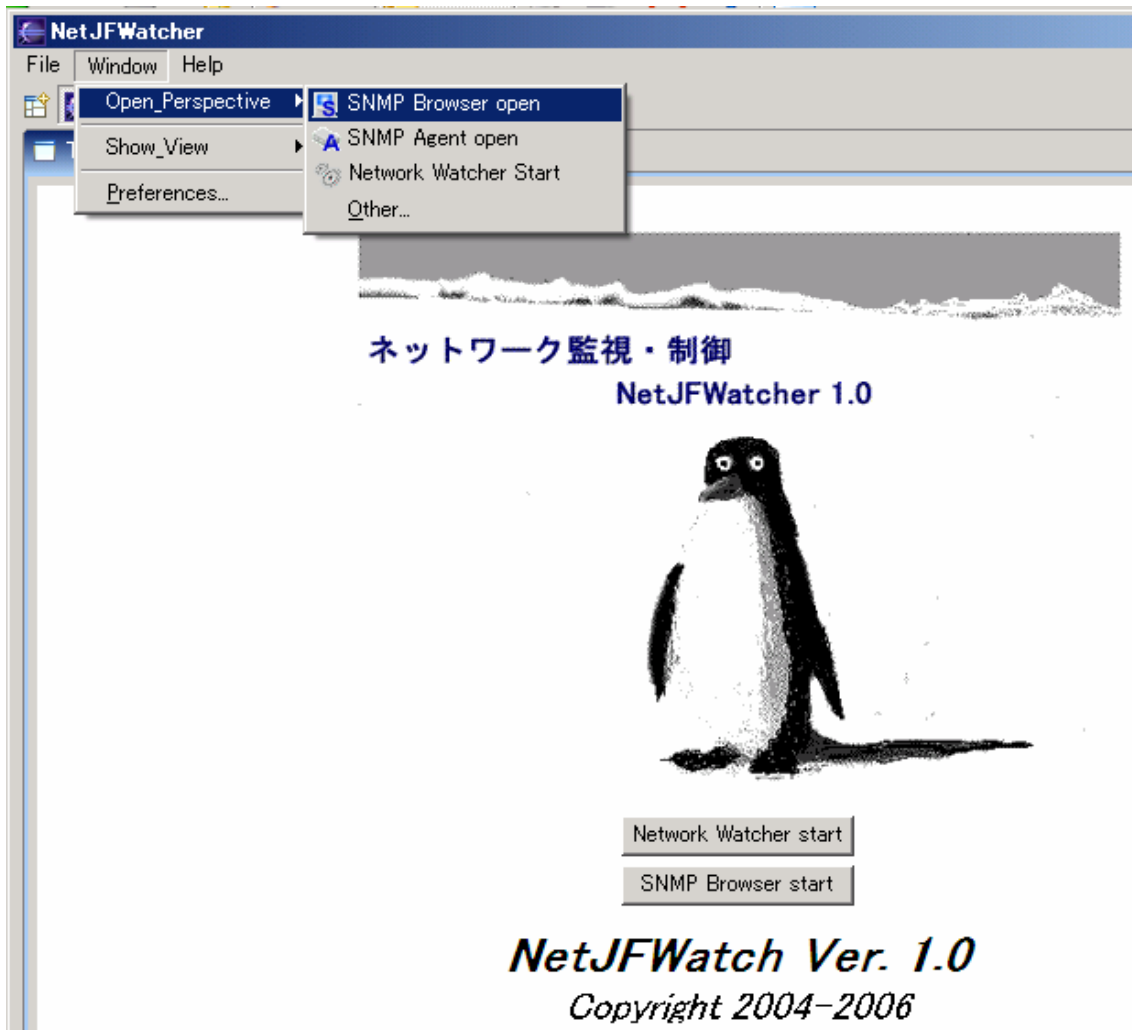 NetJFWatcher
File Window Help
Open_Perspective
Show_View
Preferences...
SNMP Browser open
SNMP Agent open
Network Watcher Start
Other...
ネットワーク監視・制御
NetJFWatcher 1.0
Network Watcher start
SNMP Browser start
NetJFWatch Ver. 1.0
Copyright 2004-2006